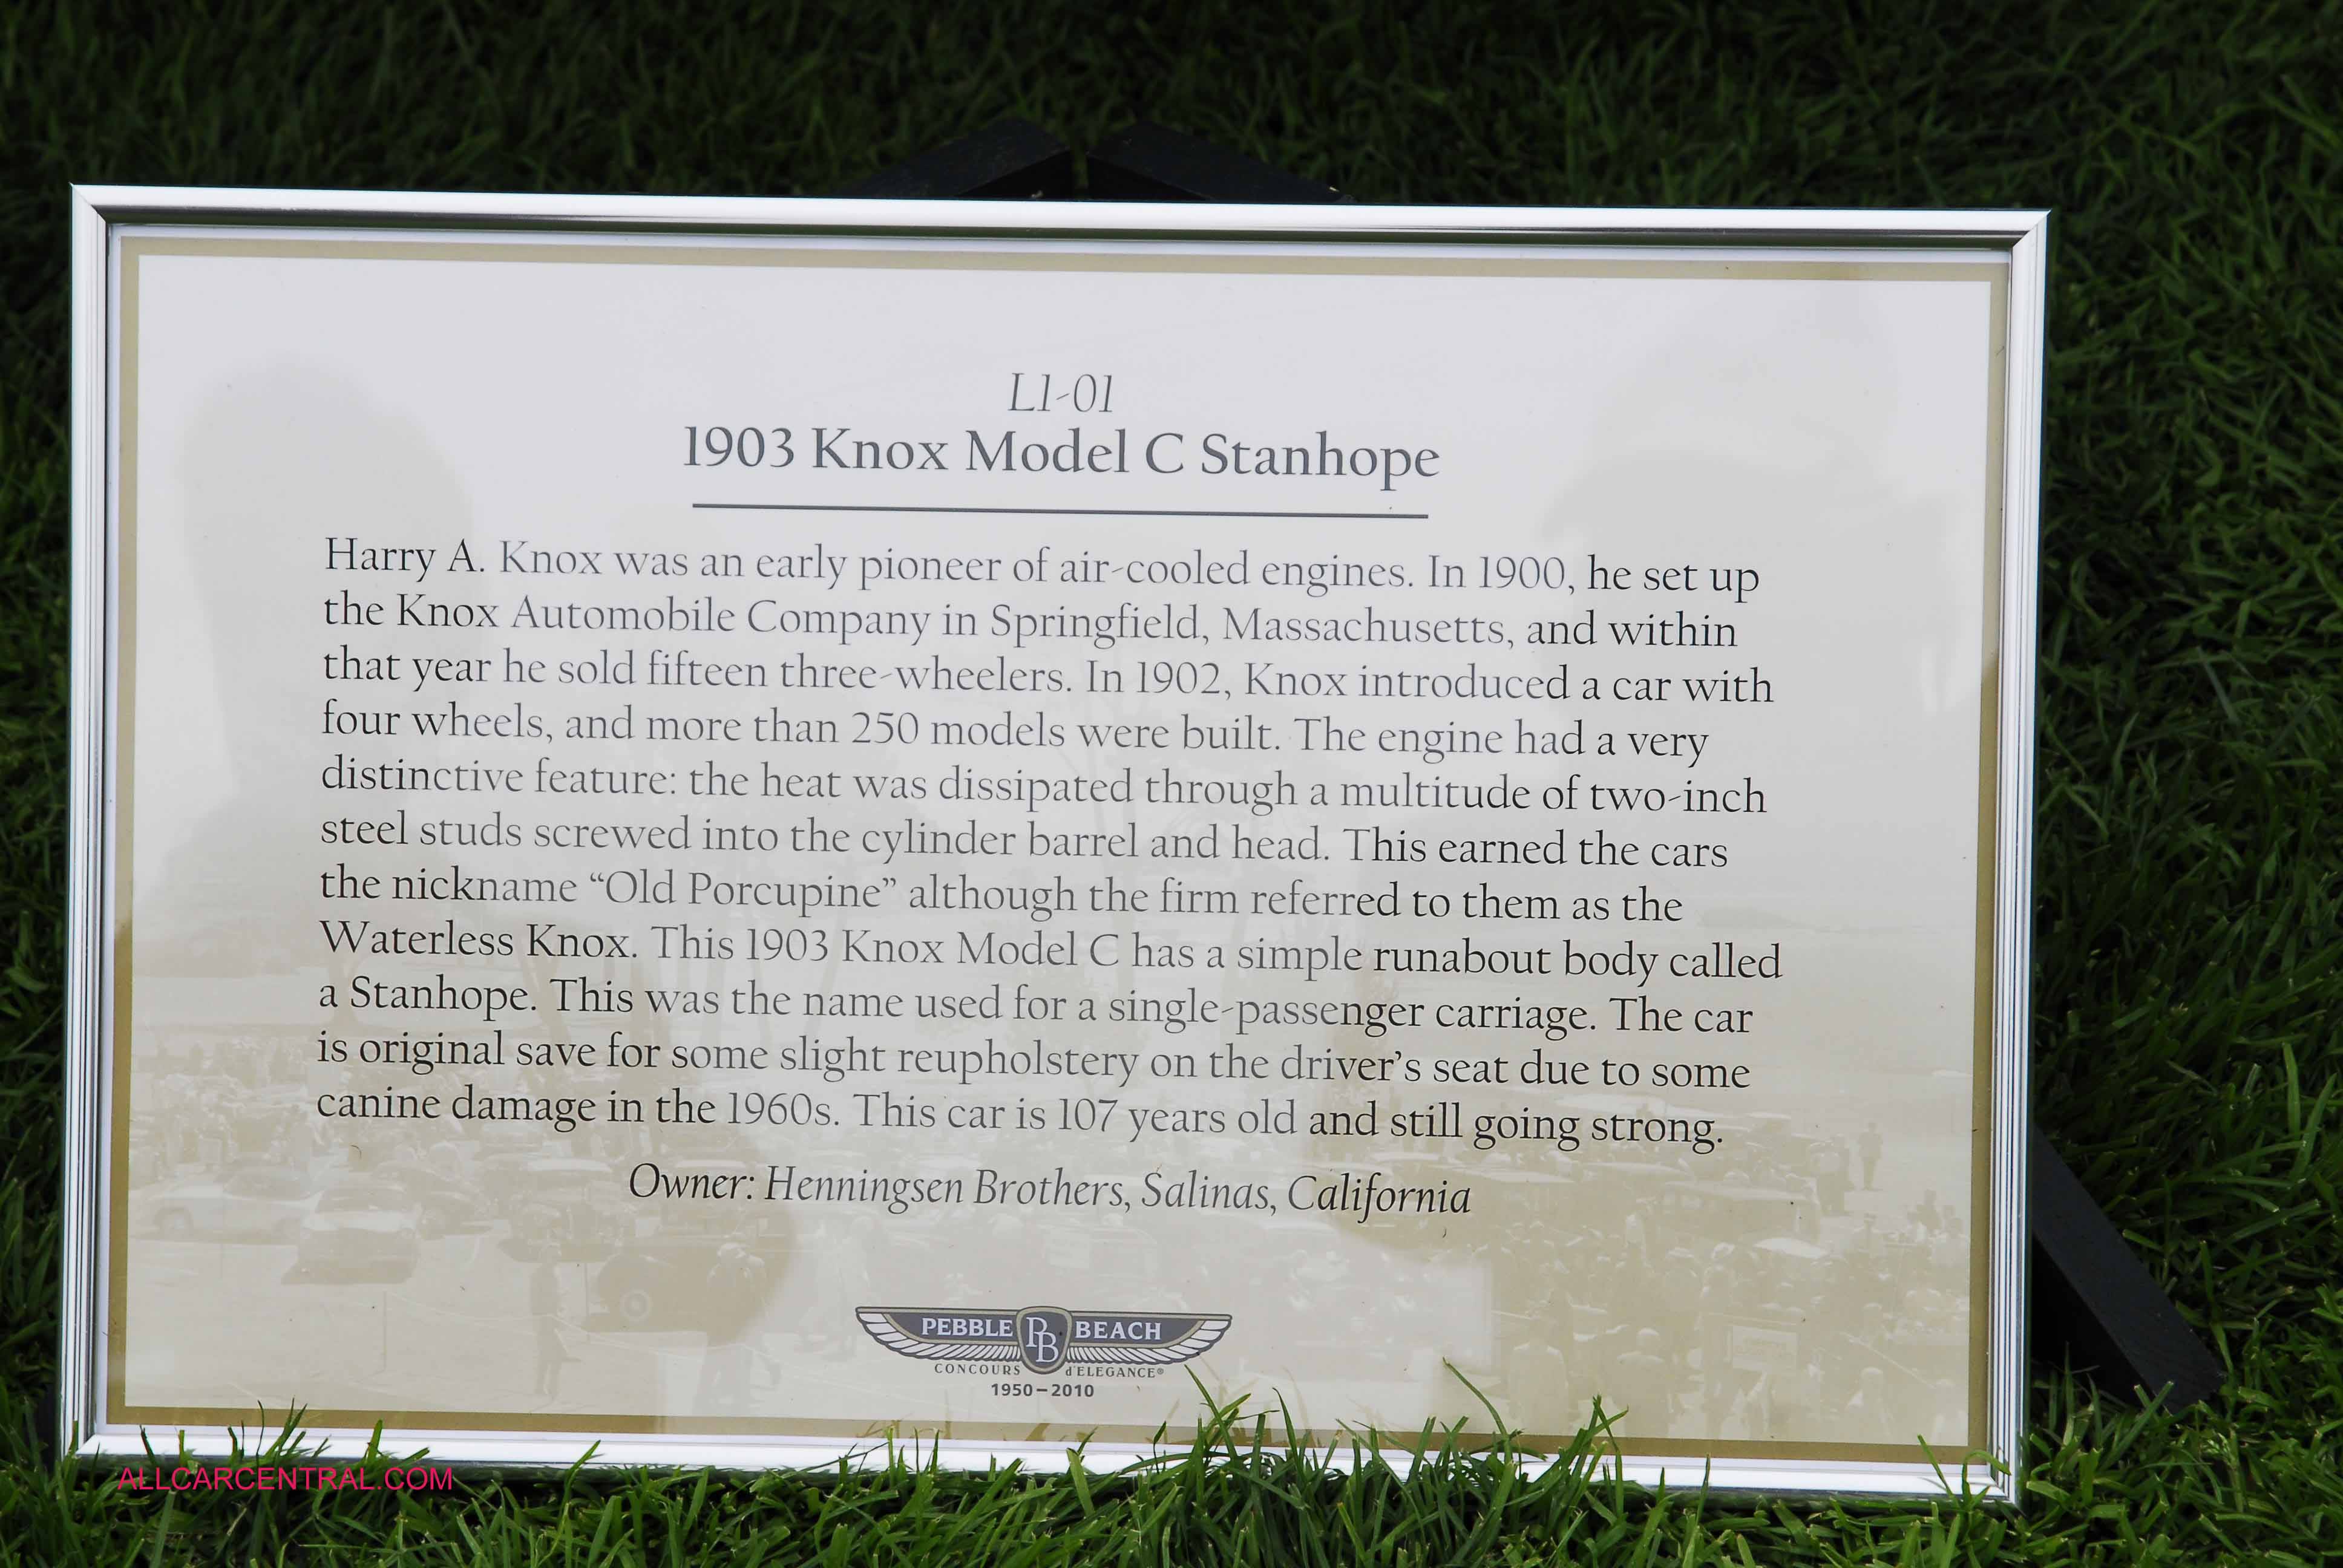 L1-01
1903 Knox Model C Stanhope
Harry A. Knox was an early pioneer of air-cooled engines. In 1900, he set up
the Knox Automobile Company in Springfield, Massachusetts, and within
that year he sold fifteen three-wheelers. In 1902, Knox introduced a car with
four wheels, and more than 250 models were built. The engine had a very
distinctive feature: the heat was dissipated through a multitude of two-inch
steel studs screwed into the cylinder barrel and head. This earned the cars
the nickname “Old Porcupine” although the firm referred to them as the
Waterless Knox. This 1903 Knox Model C has a simple runabout body called
a Stanhope. This was the name used for a single-passenger carriage. The car
is original save for some slight reupholstery on the driver’s seat due to some
canine damage in the 1960s. This car is 107 years old and still going strong.
Owner: Henningsen Brothers, Salinas, California
PEBBLE PB BEACH
CONCOURS d'ELEGANCE®
1950–2010
ALLCARCENTRAL.COM